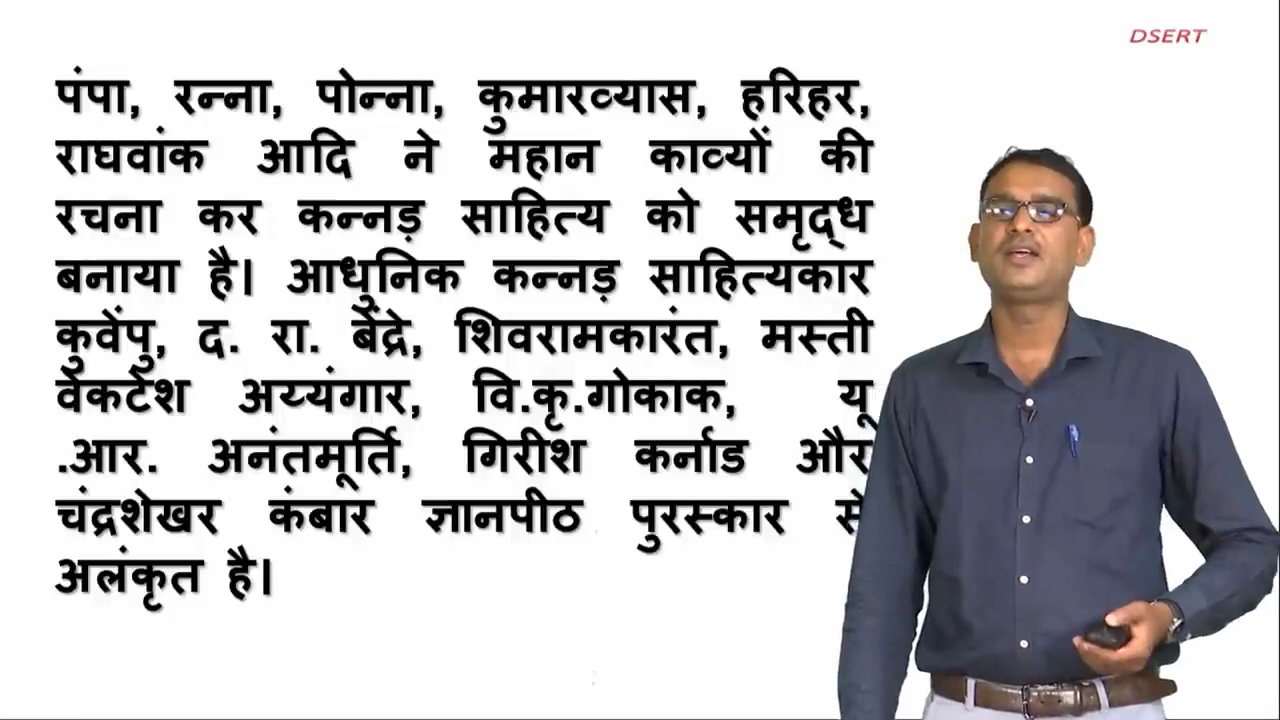 DSERT
पंपा, रन्ना, पोन्ना, कुमारव्यास, हरिहर,
राघवांक आदि ने महान काव्यों की
रचना कर कन्नड़ साहित्य को समृद्ध
बनाया है। आधुनिक कन्नड़ साहित्यकार
कुवेंपु, द. रा. बेंद्रे, शिवरामकारंत, मस्ती
वेंकटेश अय्यंगार, वि.कृ.गोकाक, यू
.आर. अनंतमूर्ति, गिरीश कर्नाड और
चंद्रशेखर कंबार ज्ञानपीठ पुरस्कार से
अलंकृत है।